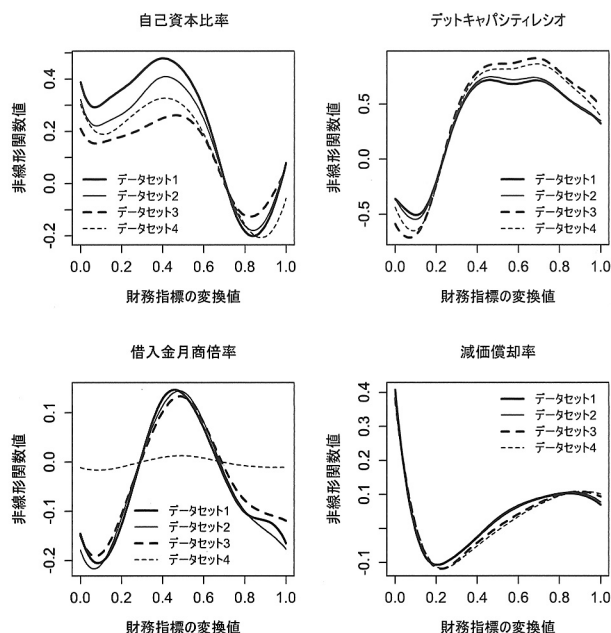 自己資本比率
非線形関数値
0.4
0.2
0.0
-0.2
データセット1
データセット2
データセット3
データセット4
0.0 0.2 0.4 0.6 0.8 1.0
財務指標の変換値
デットキャパシティレシオ
非線形関数値
0.5
0.0
-0.5
データセット1
データセット2
データセット3
データセット4
0.0 0.2 0.4 0.6 0.8 1.0
財務指標の変換値
借入金月商倍率
非線形関数値
0.1
0.0
-0.1
-0.2
データセット1
データセット2
データセット3
データセット4
0.0 0.2 0.4 0.6 0.8 1.0
財務指標の変換値
減価償却率
非線形関数値
0.4
0.3
0.2
0.1
-0.1
データセット1
データセット2
データセット3
データセット4
0.0 0.2 0.4 0.6 0.8 1.0
財務指標の変換値